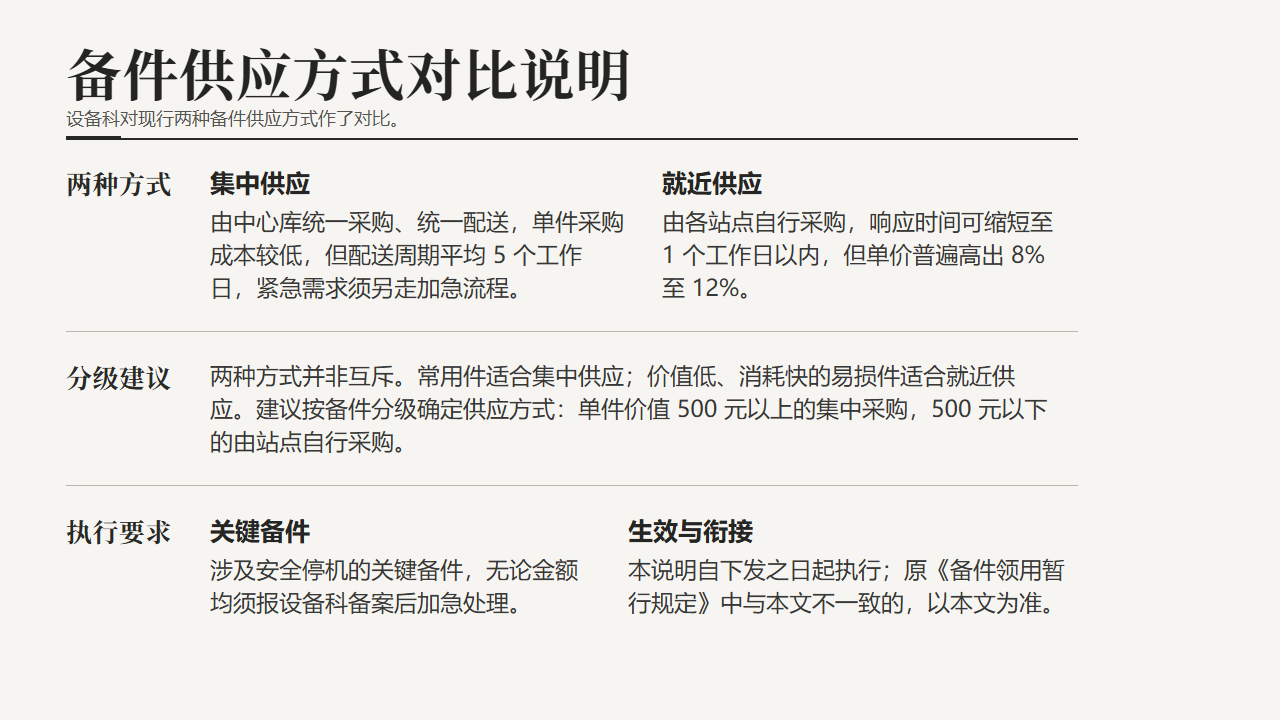 备件供应方式对比说明
设备科对现行两种备件供应方式作了对比。
两种方式
集中供应
由中心库统一采购、统一配送，单件采购
成本较低，但配送周期平均 5 个工作
日，紧急需求须另走加急流程。
就近供应
由各站点自行采购，响应时间可缩短至
1 个工作日以内，但单价普遍高出 8%
至 12%。
分级建议
两种方式并非互斥。常用件适合集中供应；价值低、消耗快的易损件适合就近供
应。建议按备件分级确定供应方式：单件价值 500 元以上的集中采购，500 元以下
的由站点自行采购。
执行要求
关键备件
涉及安全停机的关键备件，无论金额
均须报设备科备案后加急处理。
生效与衔接
本说明自下发之日起执行；原《备件领用暂
行规定》中与本文不一致的，以本文为准。